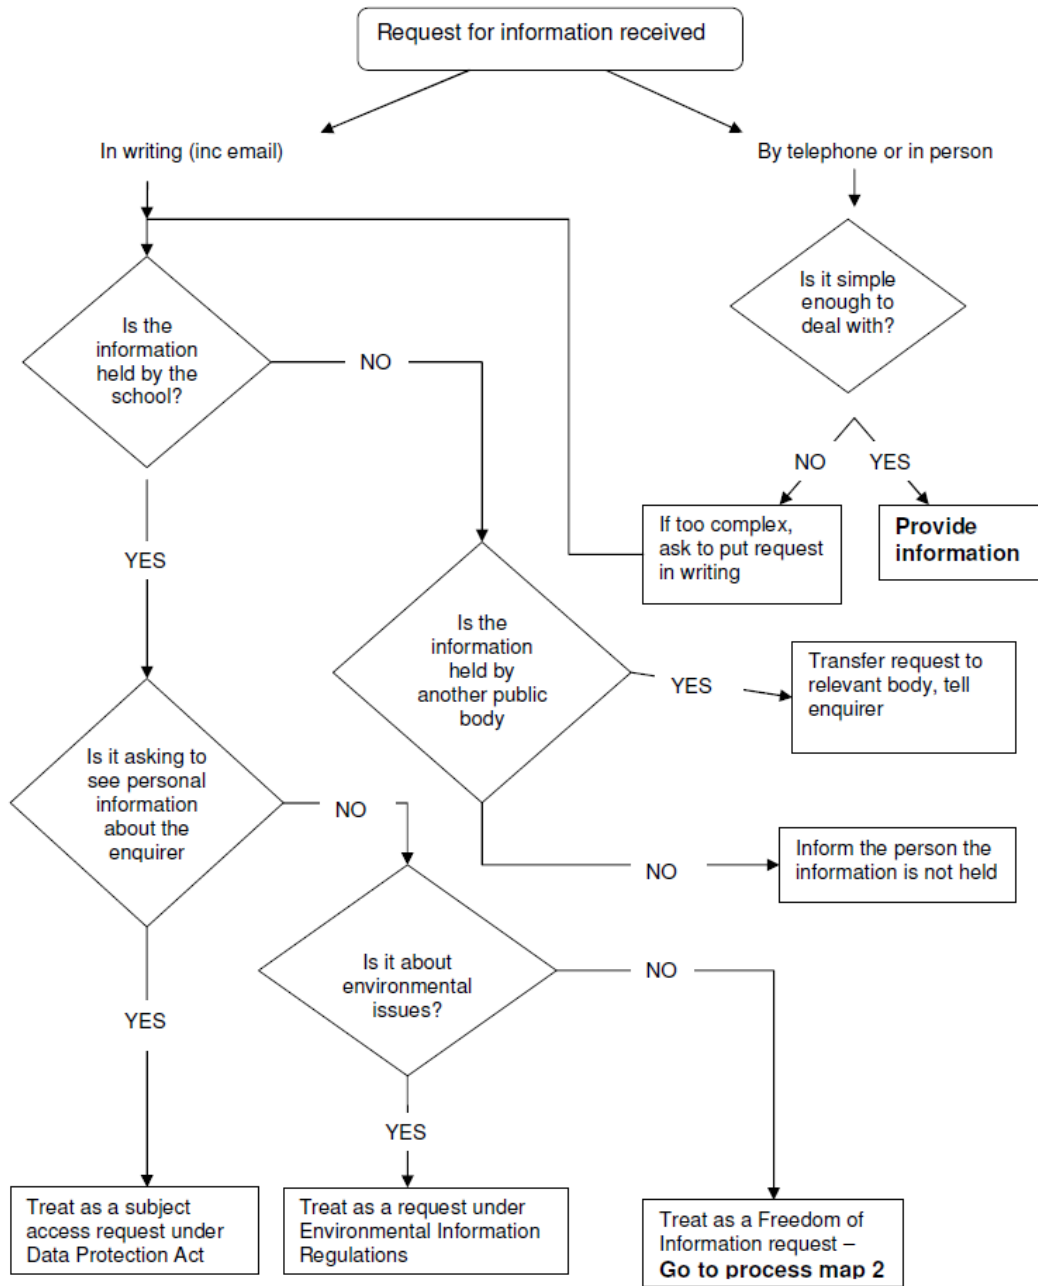 Request for information received
In writing (inc email)
By telephone or in person
Is it simple
enough to
deal with?
Is the
information
held by the
school?
NO
NO
YES
If too complex,
ask to put request
in writing
Provide
information
YES
Is the
information
held by
another public
body
YES
Transfer request to
relevant body, tell
enquirer
Is it asking to
see personal
information
about the
enquirer
NO
NO
Inform the person the
information is not held
Is it about
environmental
issues?
NO
YES
YES
Treat as a subject
access request under
Data Protection Act
Treat as a request under
Environmental Information
Regulations
Treat as a Freedom of
Information request –
Go to process map 2